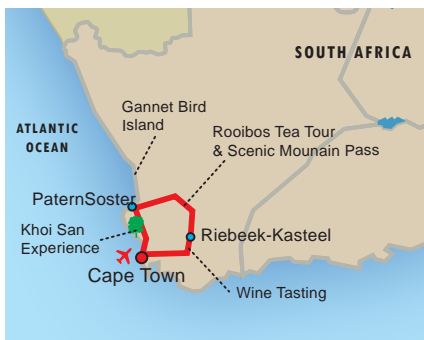 SOUTH AFRICA
Gannet Bird
Island
ATLANTIC
OCEAN
Rooibos Tea Tour
& Scenic Mounain Pass
PaternSoster
Khoi San
Experience
Riebeek-Kasteel
Cape Town
Wine Tasting